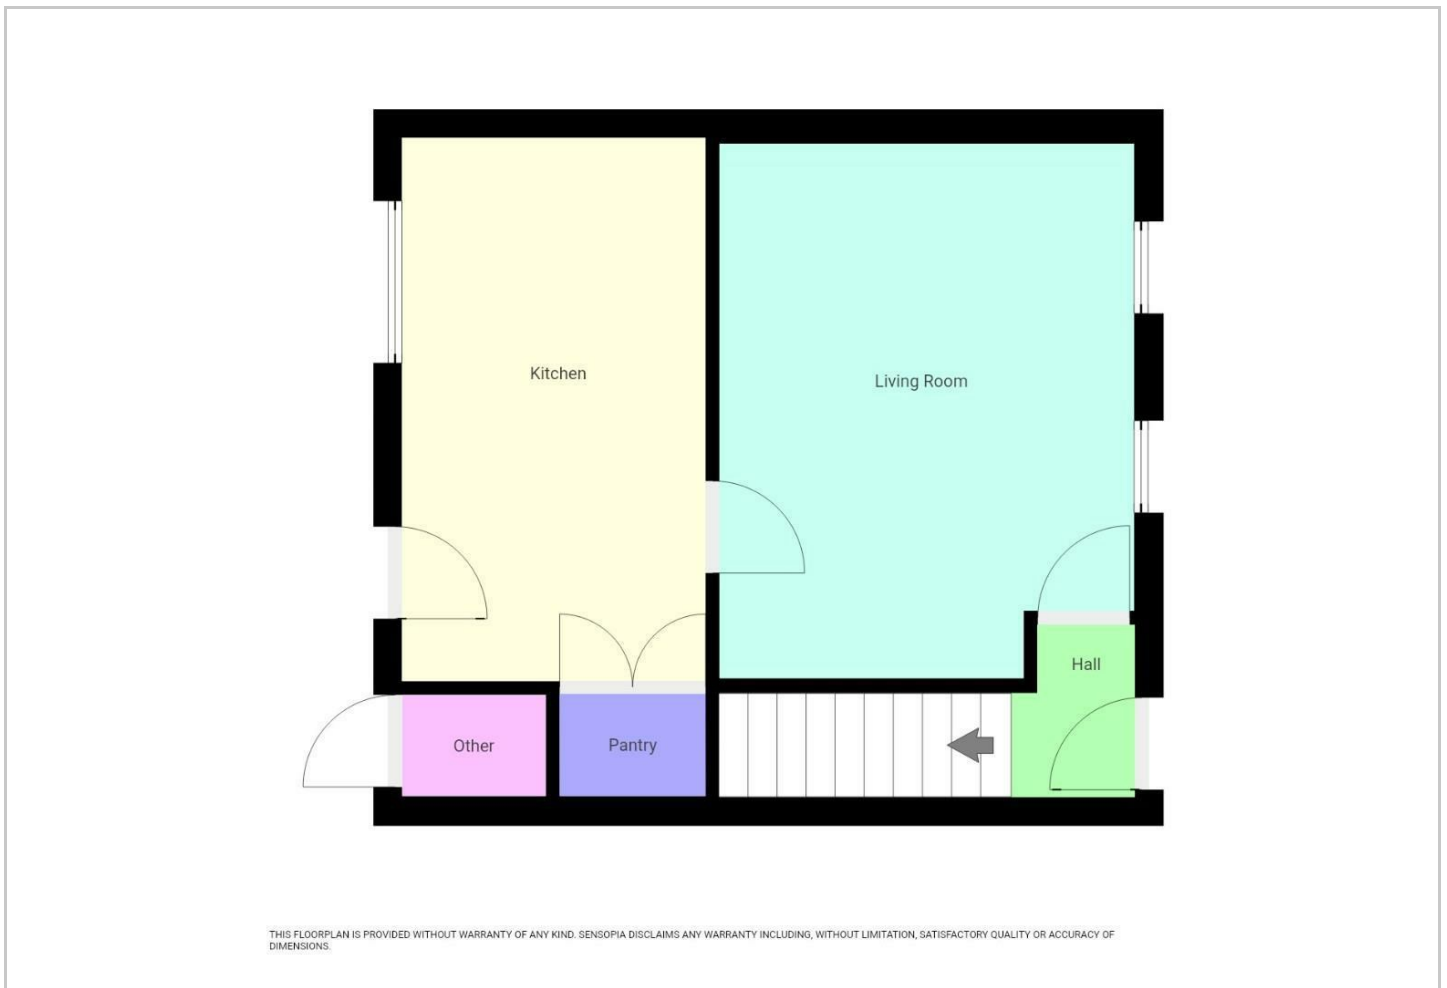 Kitchen
Living Room
Hall
Other
Pantry
THIS FLOORPLAN IS PROVIDED WITHOUT WARRANTY OF ANY KIND. SENSOPIA DISCLAIMS ANY WARRANTY INCLUDING, WITHOUT LIMITATION, SATISFACTORY QUALITY OR ACCURACY OF
DIMENSIONS.